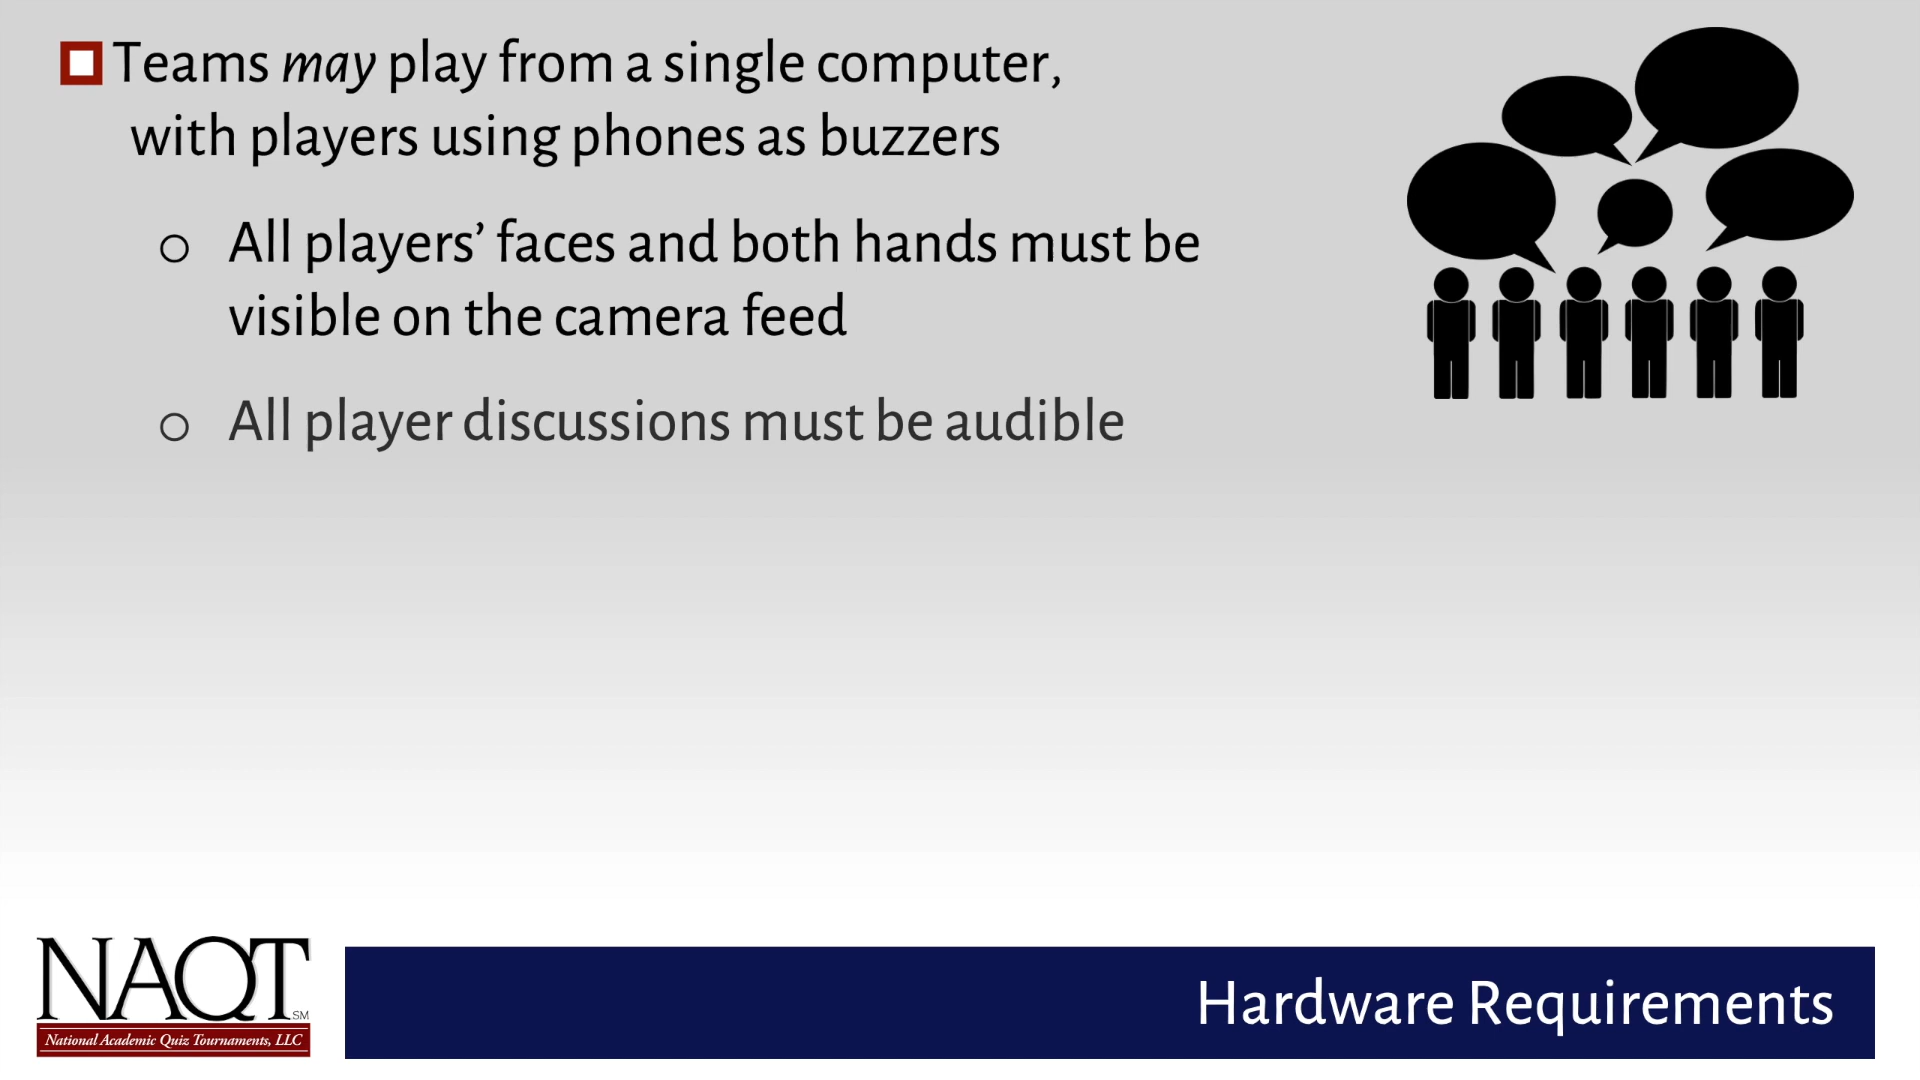 Teams may play from a single computer,
with players using phones as buzzers
o All players’ faces and both hands must be
visible on the camera feed
o All player discussions must be audible
NAQT SM
National Academic Quiz Tournaments, LLC
Hardware Requirements